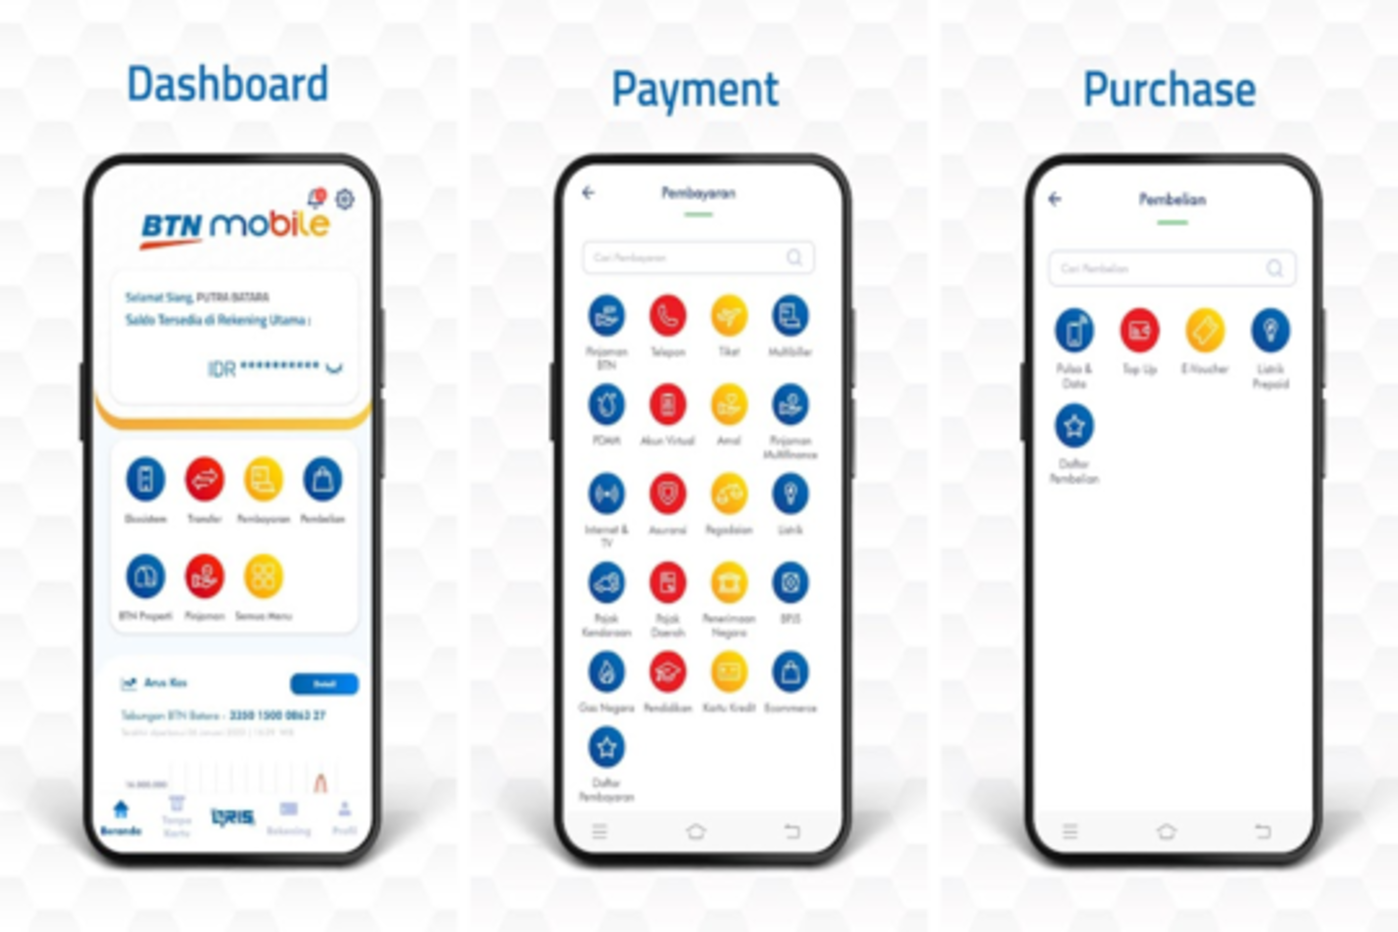 Dashboard
BTN mobile
Selamat Siang, PUTRA BATARA
Saldo Tersedia di Rekening Utama :
IDR **********
Ekosistem Transfer Pembayaran Pembelian
BTN Properti Pinjaman Semua Menu
Arus Kas Detail
Tabungan BTN Batara - 3350 1500 0863 27
Beranda Tanpa Kartu QRIS Rekening Profil
Payment
Pembayaran
Cari Pembayaran
Pinjaman BTN Telepon Tiket Multibiller
PDAM Akun Virtual Amal Pinjaman Multifinance
Internet & TV Asuransi Pegadaian Listrik
Pajak Kendaraan Pajak Daerah Penerimaan Negara BPJS
Gas Negara Pendidikan Kartu Kredit Ecommerce
Daftar Pembayaran
Purchase
Pembelian
Cari Pembelian
Pulsa & Data Top Up E-Voucher Listrik Prepaid
Daftar Pembelian